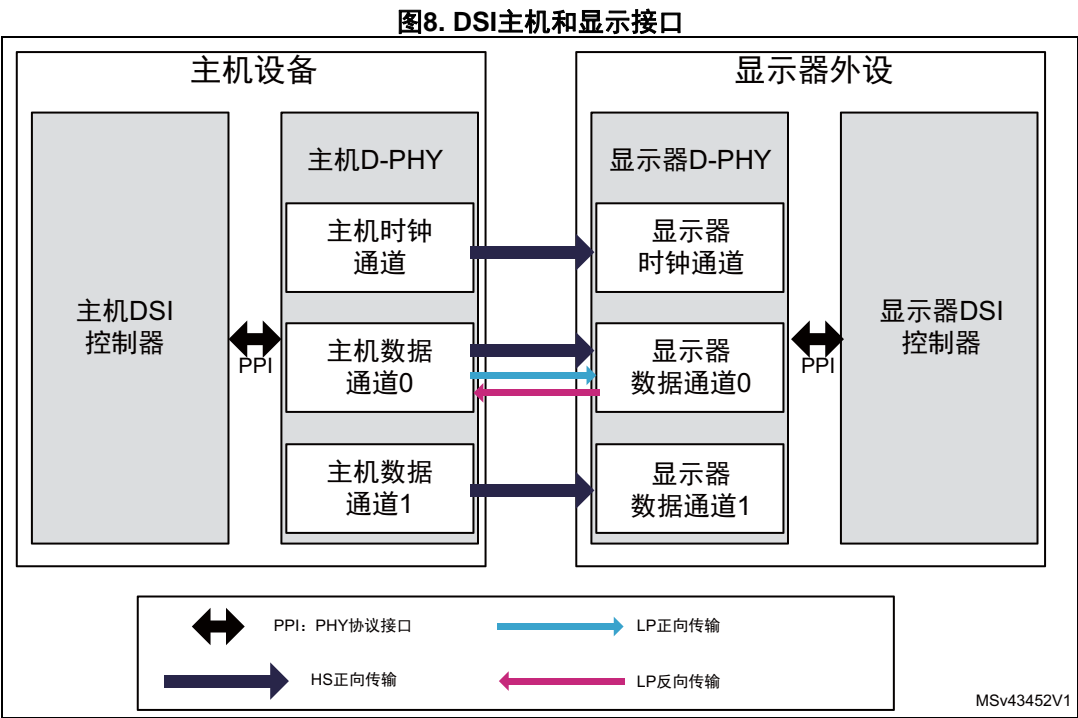 图8. DSI主机和显示接口
主机设备
显示器外设
主机DSI
控制器
PPI
主机D-PHY
主机时钟
通道
主机数据
通道0
主机数据
通道1
显示器D-PHY
显示器
时钟通道
显示器
数据通道0
显示器
数据通道1
PPI
显示器DSI
控制器
PPI：PHY协议接口
LP正向传输
HS正向传输
LP反向传输
MSv43452V1